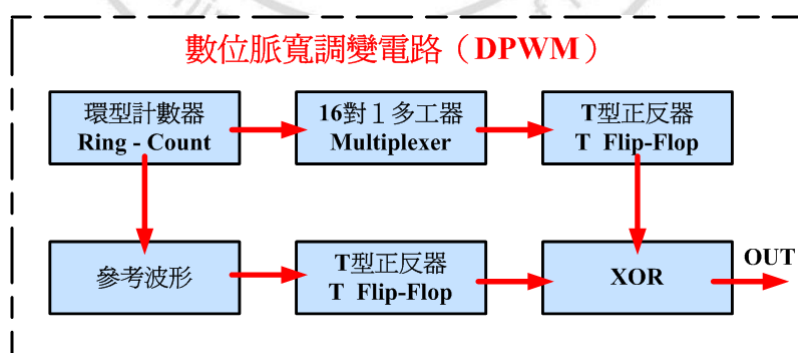 數位脈寬調變電路（DPWM）
環型計數器
Ring - Count
16對１多工器
Multiplexer
T型正反器
T Flip-Flop
參考波形
T型正反器
T Flip-Flop
XOR
OUT